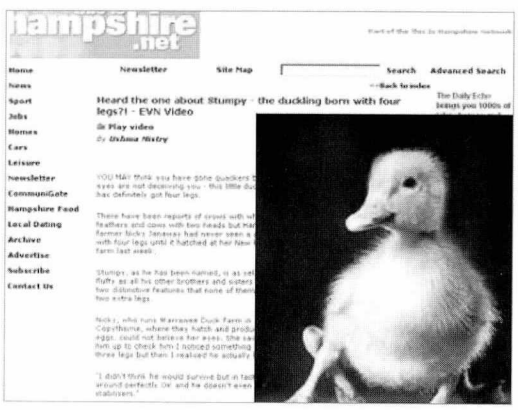 hampshire
.net
Part of the This Is Hampshire Network
Newsletter Site Map Search Advanced Search
<<Back to index
Home
News
Sport
Jobs
Homes
Cars
Leisure
Newsletter
CommuniGate
Hampshire Food
Local Dating
Archive
Advertise
Subscribe
Contact Us
The Daily Echo
brings you 1000s of
Heard the one about Stumpy - the duckling born with four
legs?! - EVN Video
Play video
By Ushma Mistry
YOU MAY think you have gone quackers b
eyes are not deceiving you - this little duc
has definitely got four legs.
There have been reports of crows with wh
feathers and cows with two heads but Ham
farmer Nicky Janaway had never seen a d
with four legs until it hatched at her New F
farm last week.
Stumpy, as he has been named, is as
fluffy as all his other brothers and sisters
two distinctive features that none of them
two extra legs.
Nicky, who runs Warrawee Duck Farm in
Copythorne, where they hatch and produ
eggs, could not believe her eyes. She sai
him up to check him I noticed something
three legs but then I realised he actually
"I didn't think he would survive but in fact
around perfectly OK and he doesn't even
stabilisers."